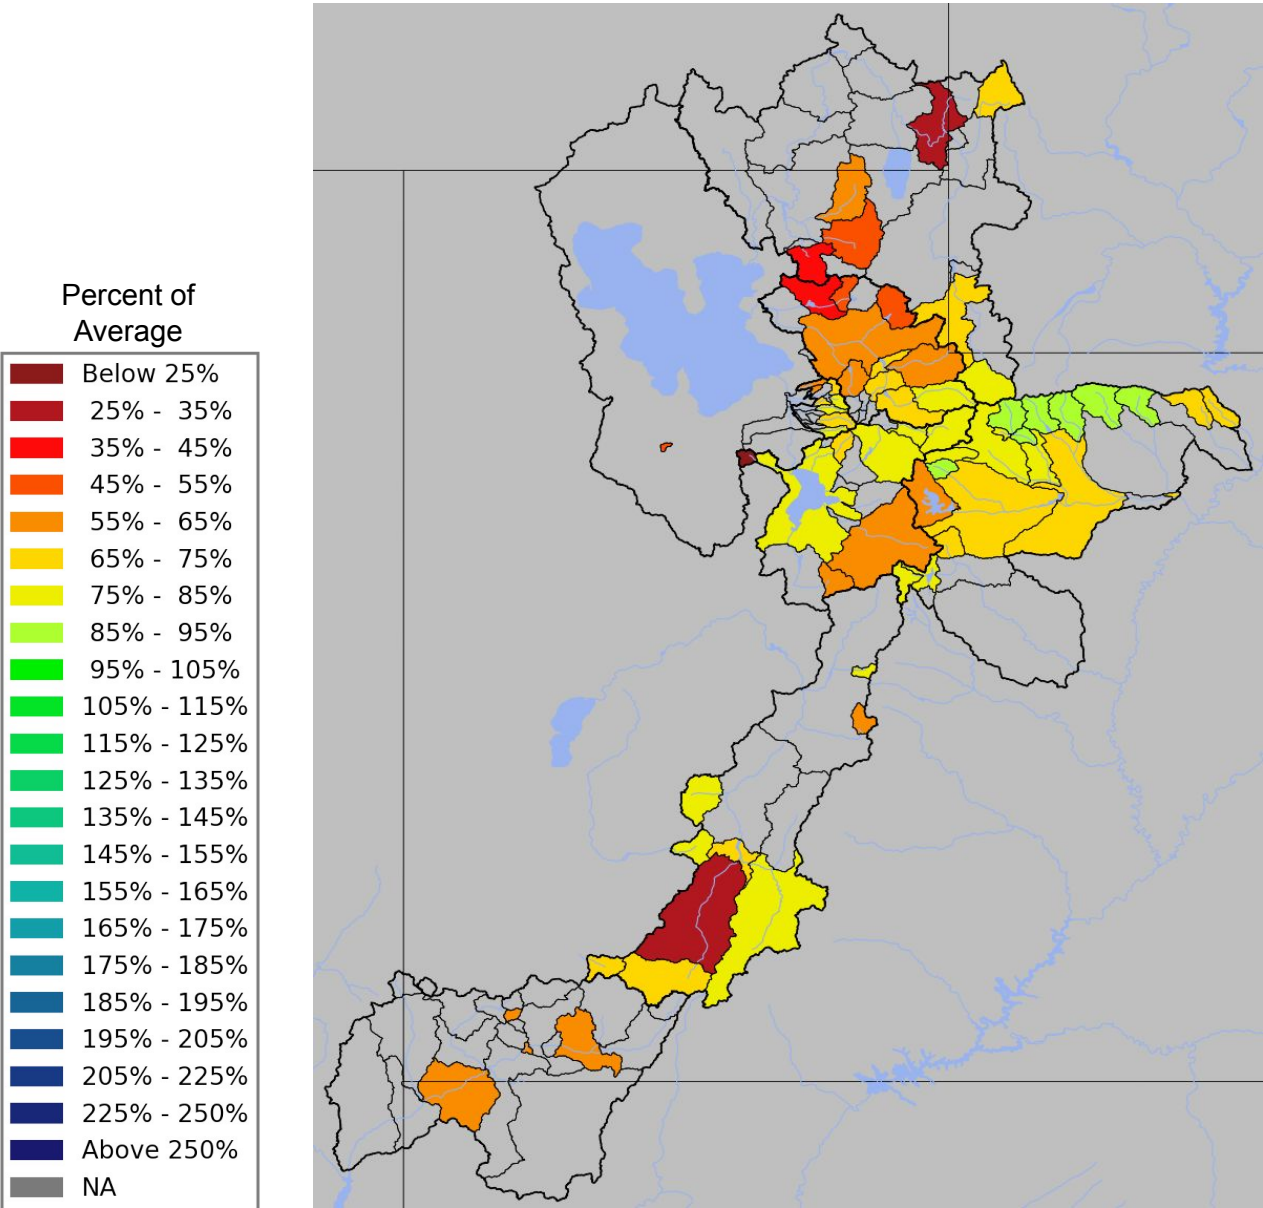 Percent of
Average
Below 25%
25% - 35%
35% - 45%
45% - 55%
55% - 65%
65% - 75%
75% - 85%
85% - 95%
95% - 105%
105% - 115%
115% - 125%
125% - 135%
135% - 145%
145% - 155%
155% - 165%
165% - 175%
175% - 185%
185% - 195%
195% - 205%
205% - 225%
225% - 250%
Above 250%
NA